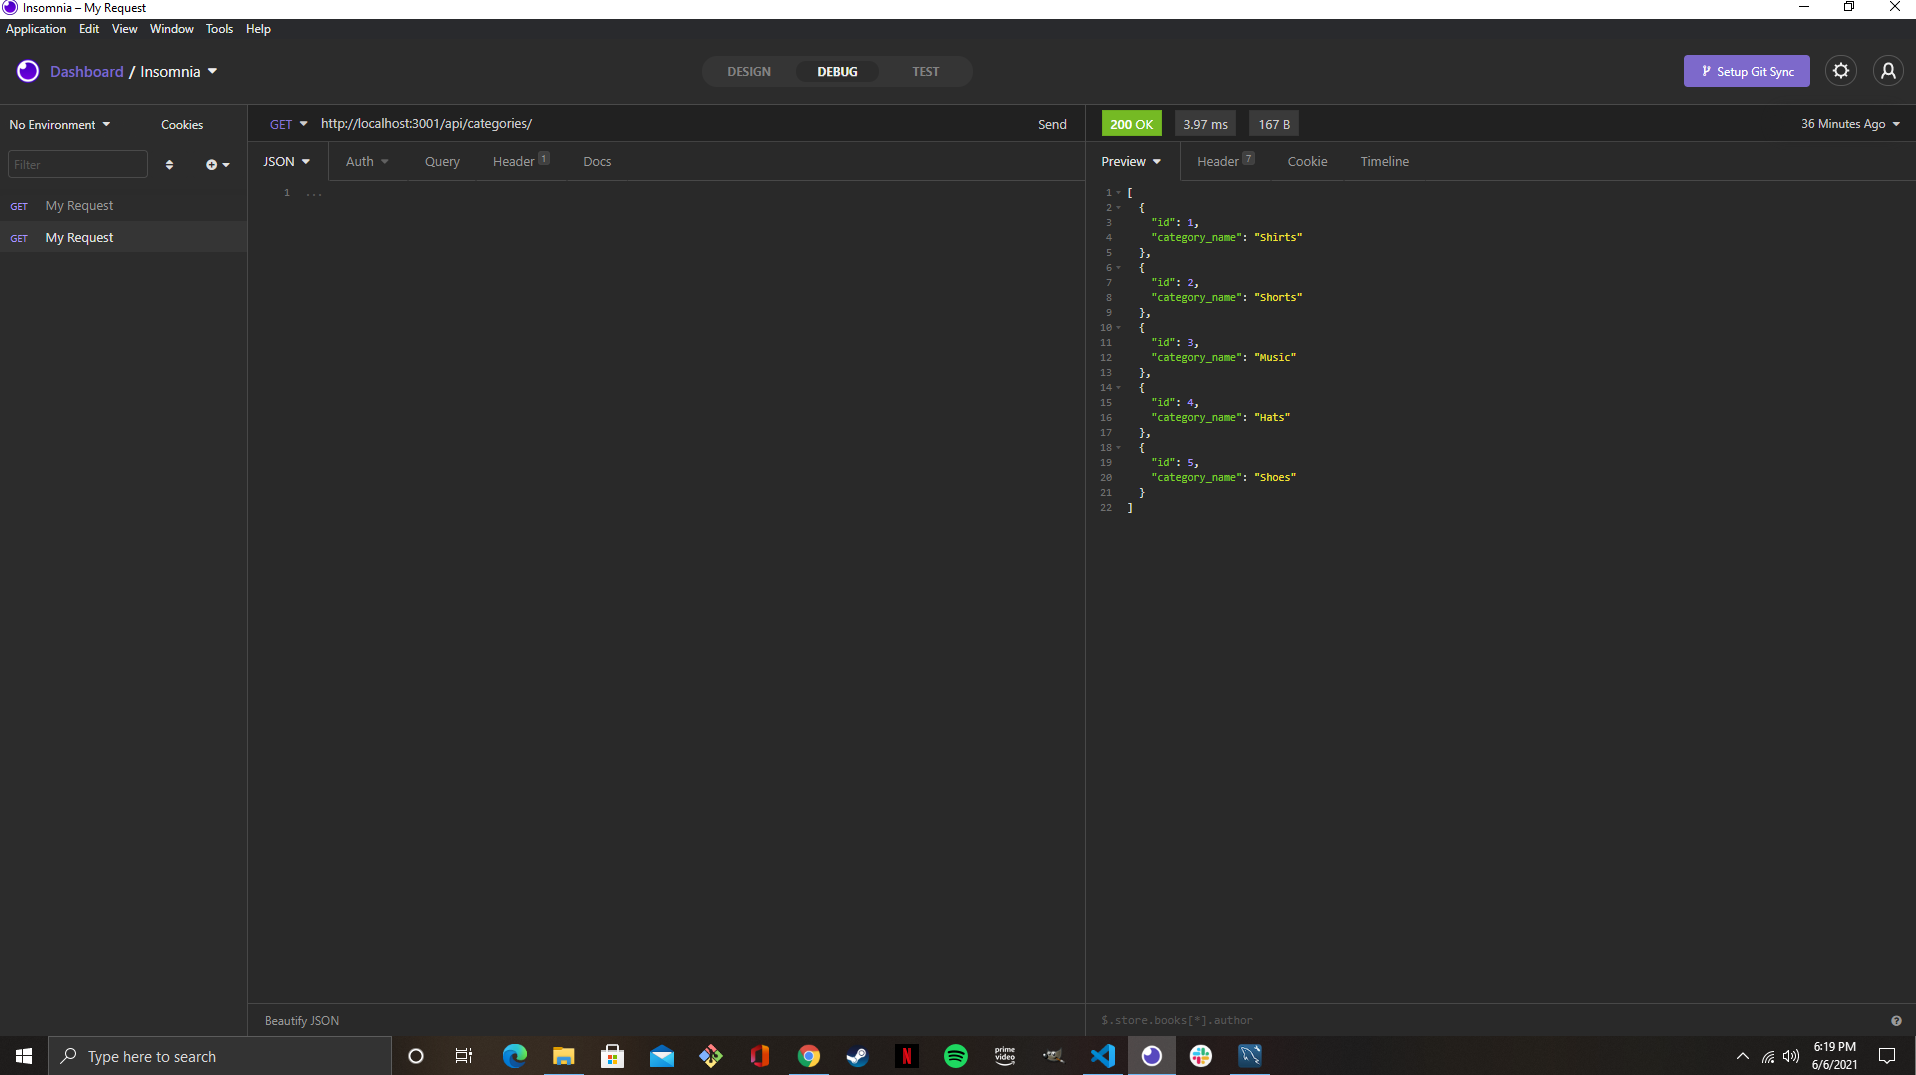 Insomnia – My Request
Application Edit View Window Tools Help
Dashboard / Insomnia
DESIGN DEBUG TEST
Setup Git Sync
No Environment Cookies
GET http://localhost:3001/api/categories/ Send
200 OK 3.97 ms 167 B 36 Minutes Ago
Filter
JSON Auth Query Header 1 Docs
Preview Header 7 Cookie Timeline
GET My Request
GET My Request
1 ...
1 [
2 {
3 "id": 1,
4 "category_name": "Shirts"
5 },
6 {
7 "id": 2,
8 "category_name": "Shorts"
9 },
10 {
11 "id": 3,
12 "category_name": "Music"
13 },
14 {
15 "id": 4,
16 "category_name": "Hats"
17 },
18 {
19 "id": 5,
20 "category_name": "Shoes"
21 }
22 ]
Beautify JSON
$.store.books[*].author
Type here to search
prime video
6:19 PM
6/6/2021